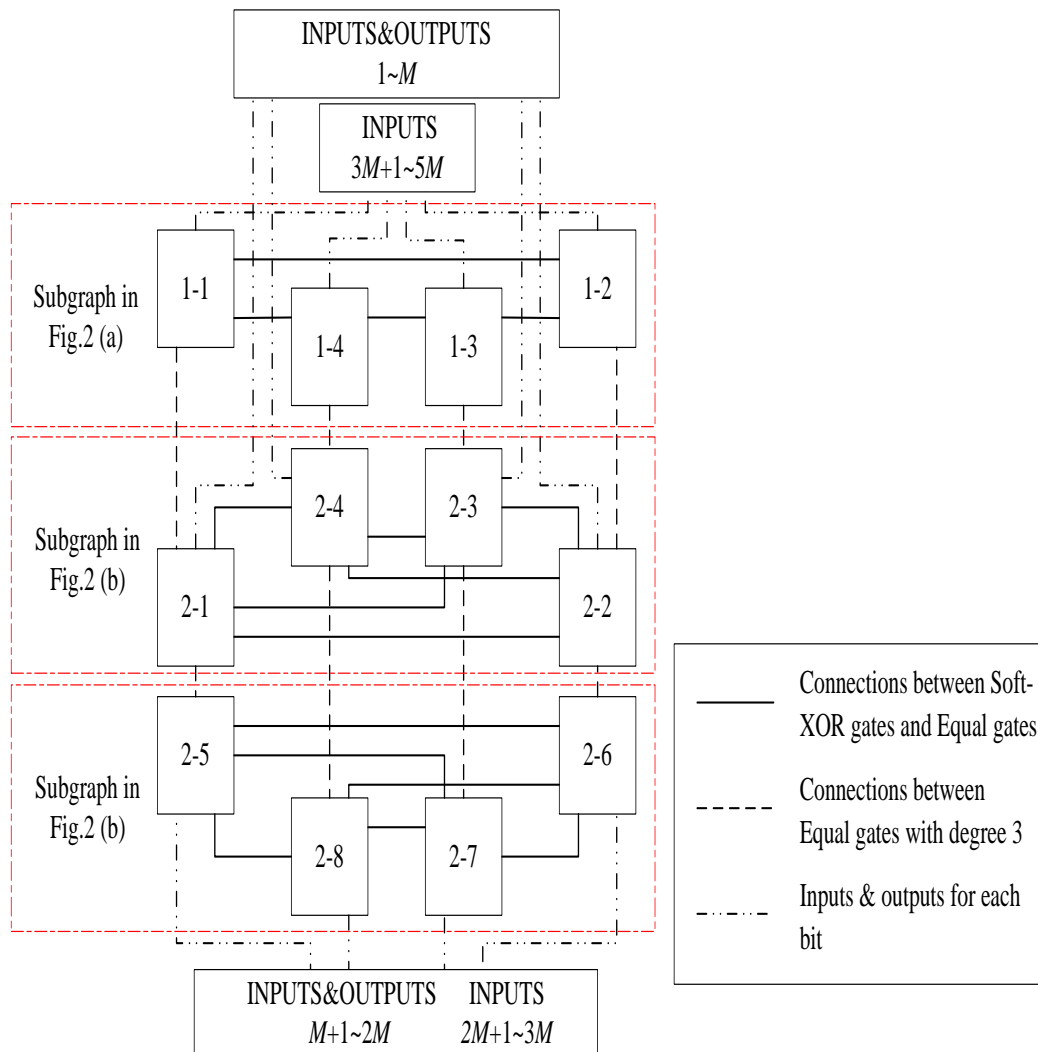 INPUTS&OUTPUTS
1~M
INPUTS
3M+1~5M
Subgraph in
Fig.2 (a)
1-1
1-2
1-4
1-3
Subgraph in
Fig.2 (b)
2-4
2-3
2-1
2-2
Subgraph in
Fig.2 (b)
2-5
2-6
2-8
2-7
INPUTS&OUTPUTS
M+1~2M
INPUTS
2M+1~3M
Connections between Soft-
XOR gates and Equal gates
Connections between
Equal gates with degree 3
Inputs & outputs for each
bit